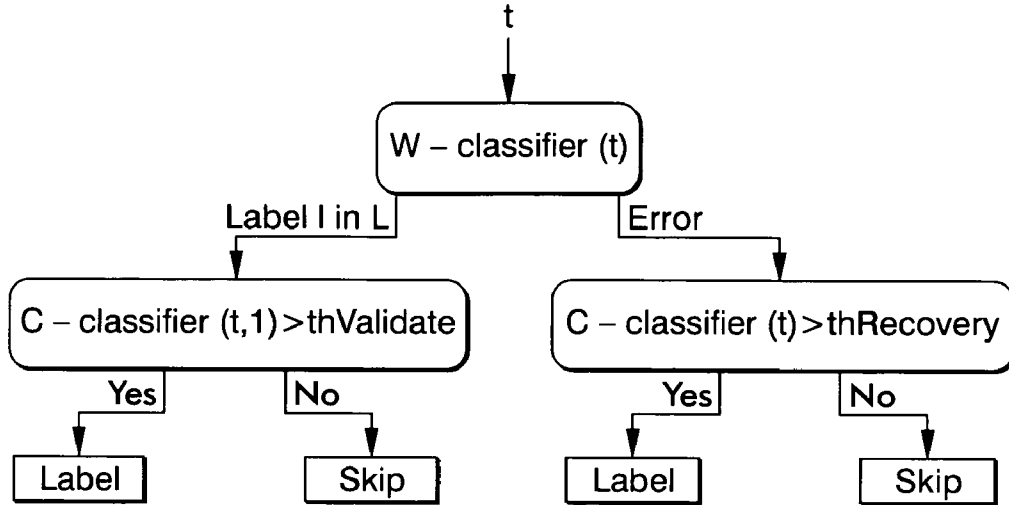 t
W – classifier (t)
Label l in L
Error
C – classifier (t,1)>thValidate
C – classifier (t)>thRecovery
Yes
No
Yes
No
Label
Skip
Label
Skip